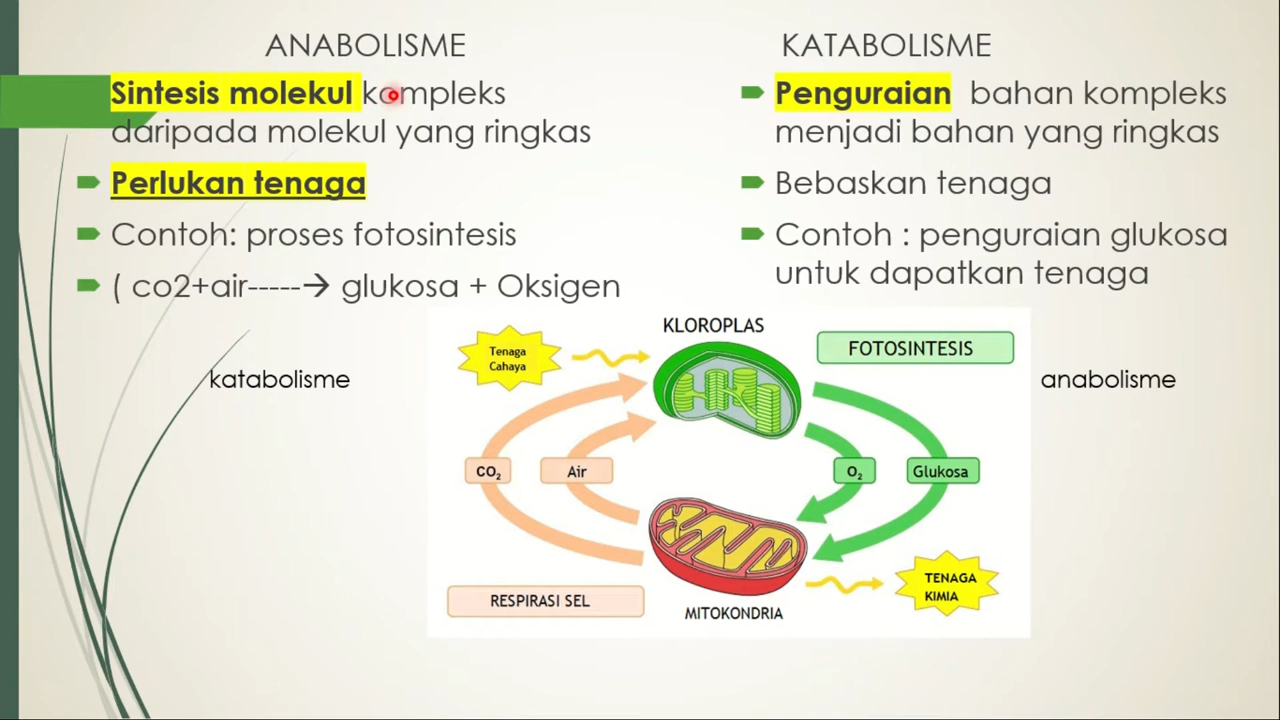 ANABOLISME
Sintesis molekul kompleks
daripada molekul yang ringkas
Perlukan tenaga
Contoh: proses fotosintesis
( co2+air-----→ glukosa + Oksigen
KATABOLISME
Penguraian bahan kompleks
menjadi bahan yang ringkas
Bebaskan tenaga
Contoh : penguraian glukosa
untuk dapatkan tenaga
katabolisme
KLOROPLAS
Tenaga
Cahaya
FOTOSINTESIS
anabolisme
CO₂
Air
O₂
Glukosa
TENAGA
KIMIA
RESPIRASI SEL
MITOKONDRIA